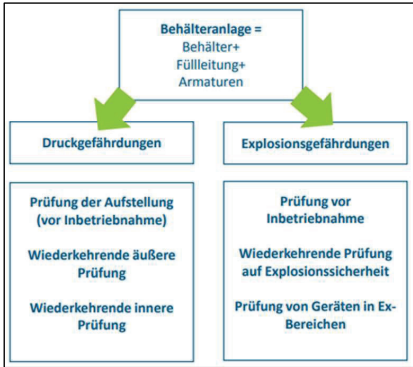 Behälteranlage =
Behälter+
Füllleitung+
Armaturen
Druckgefährdungen
Explosionsgefährdungen
Prüfung der Aufstellung
(vor Inbetriebnahme)
Wiederkehrende äußere
Prüfung
Wiederkehrende innere
Prüfung
Prüfung vor
Inbetriebnahme
Wiederkehrende Prüfung
auf Explosionssicherheit
Prüfung von Geräten in Ex-
Bereichen